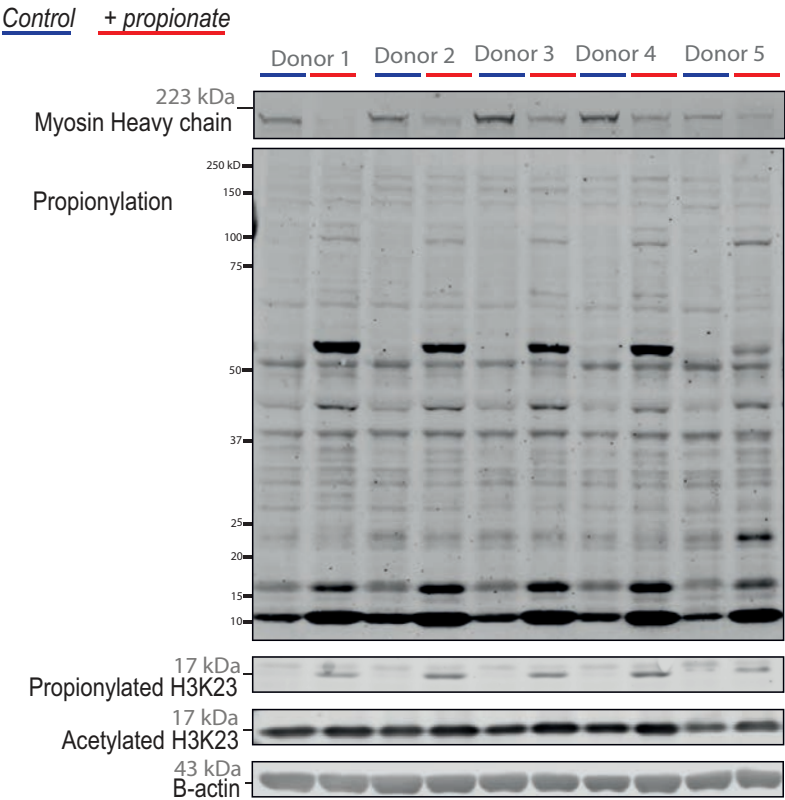 Control + propionate
Donor 1 Donor 2 Donor 3 Donor 4 Donor 5
223 kDa
Myosin Heavy chain
250 kD
Propionylation
150
100
75
50
37
25
20
15
10
17 kDa
Propionylated H3K23
17 kDa
Acetylated H3K23
43 kDa
B-actin